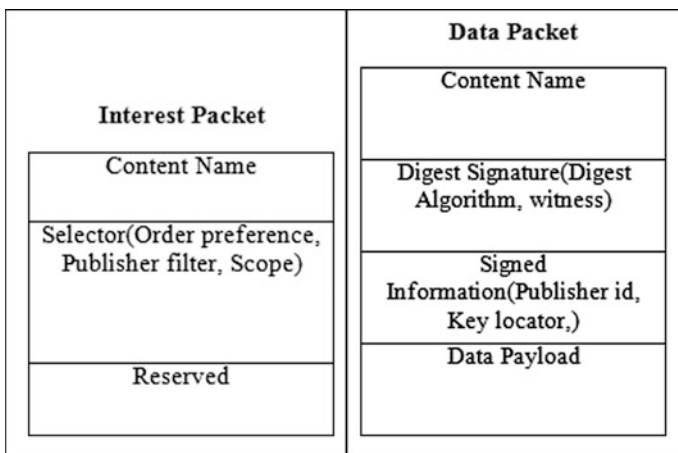 Interest Packet
Content Name
Selector(Order preference,
Publisher filter, Scope)
Reserved
Data Packet
Content Name
Digest Signature(Digest
Algorithm, witness)
Signed
Information(Publisher id,
Key locator,)
Data Payload